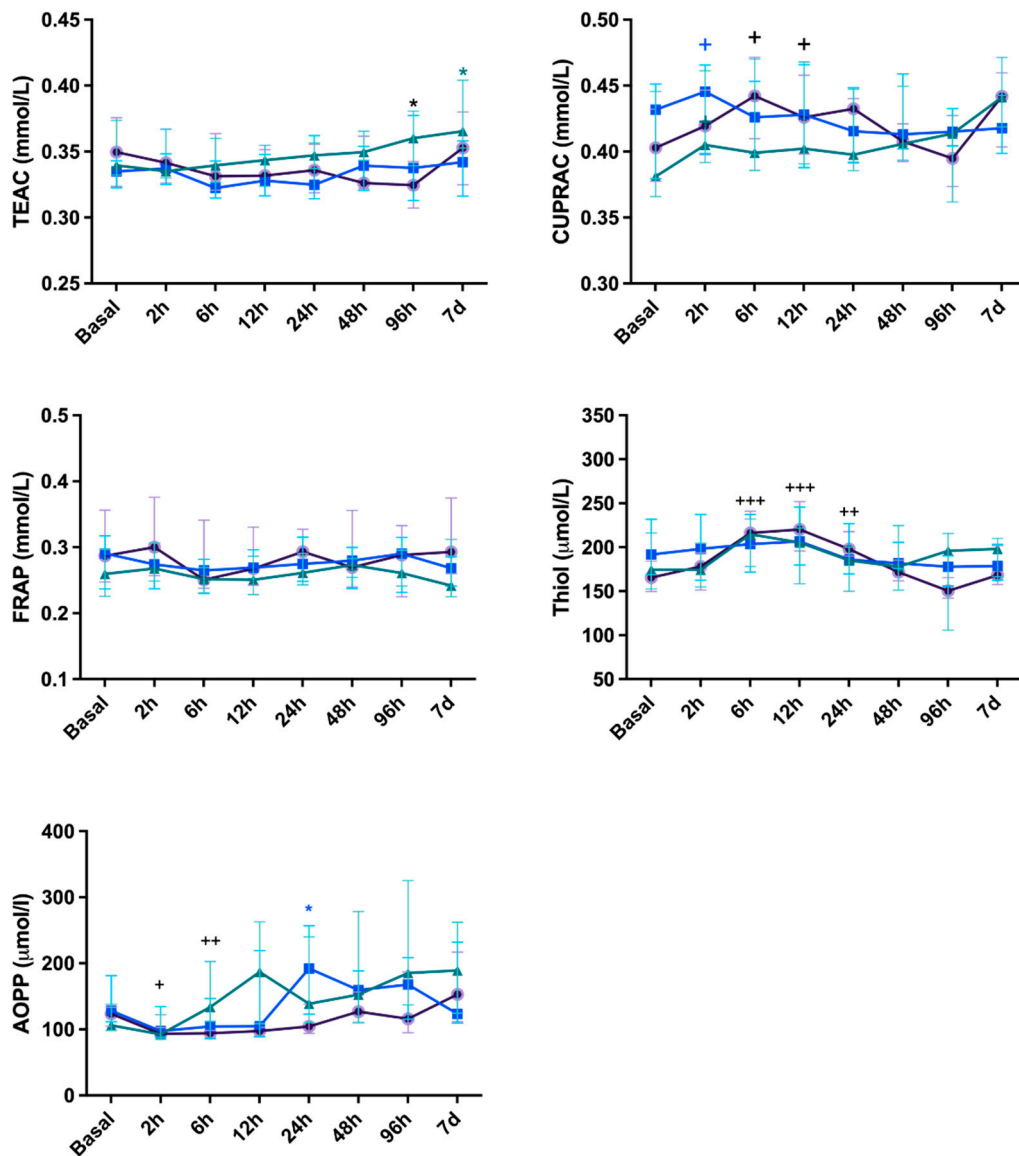 TEAC (mmol/L)
0.45
0.40
0.35
0.30
0.25
*
*
Basal
2h
6h
12h
24h
48h
96h
7d
CUPRAC (mmol/L)
0.50
0.45
0.40
0.35
0.30
+
+
+
Basal
2h
6h
12h
24h
48h
96h
7d
FRAP (mmol/L)
0.5
0.4
0.3
0.2
0.1
Basal
2h
6h
12h
24h
48h
96h
7d
Thiol (μmol/L)
350
300
250
200
150
100
50
+++
+++
++
Basal
2h
6h
12h
24h
48h
96h
7d
AOPP (μmol/l)
400
300
200
100
0
+
++
*
Basal
2h
6h
12h
24h
48h
96h
7d